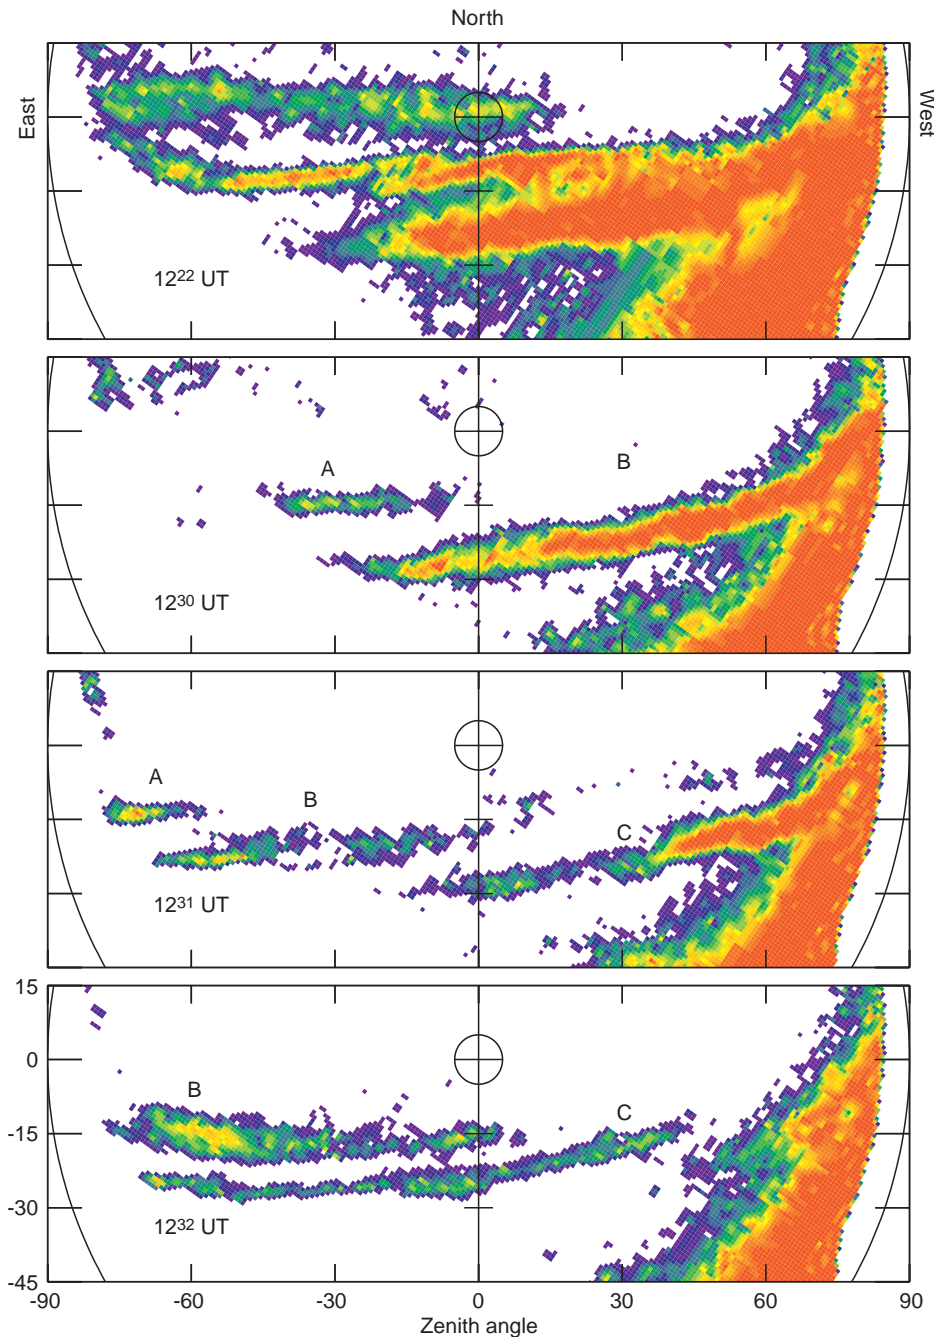 North
East
West
12²² UT
A
B
12³⁰ UT
A
B
C
12³¹ UT
15
0
B
C
-15
-30
12³² UT
-45
-90
-60
-30
0
30
60
90
Zenith angle